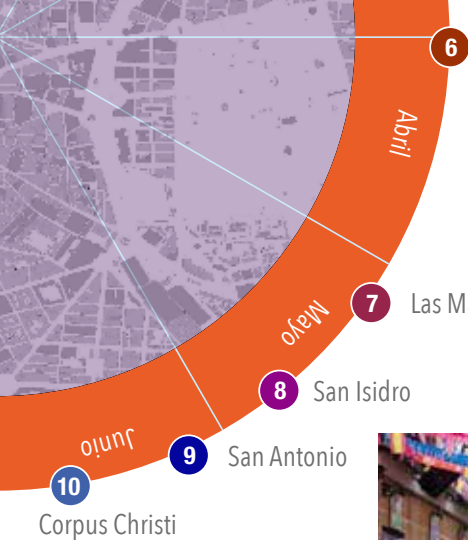 6
Abril
7
Las M
Mayo
8
San Isidro
Junio
9
San Antonio
10
Corpus Christi